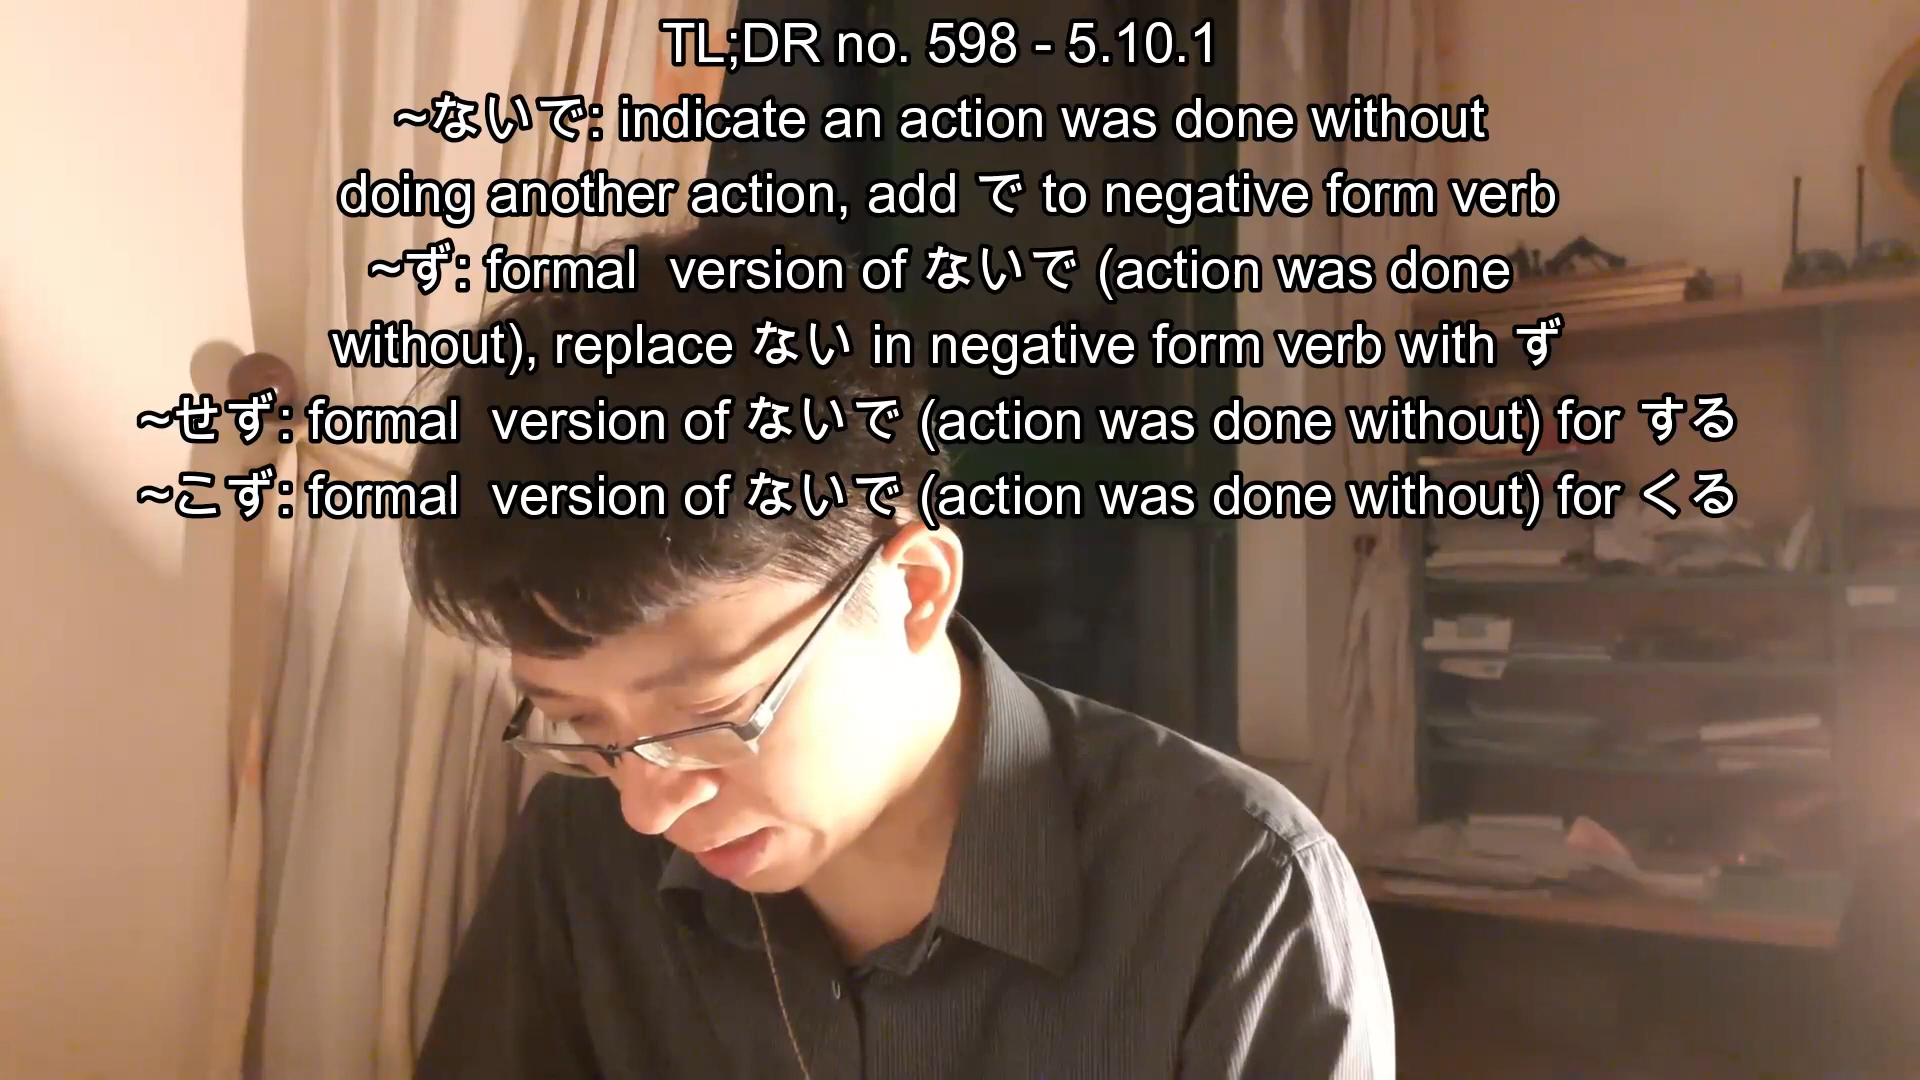 TL;DR no. 598 - 5.10.1
~ないで: indicate an action was done without
doing another action, add で to negative form verb
~ず: formal  version of ないで (action was done
without), replace ない in negative form verb with ず
~せず: formal  version of ないで (action was done without) for する
~こず: formal  version of ないで (action was done without) for くる